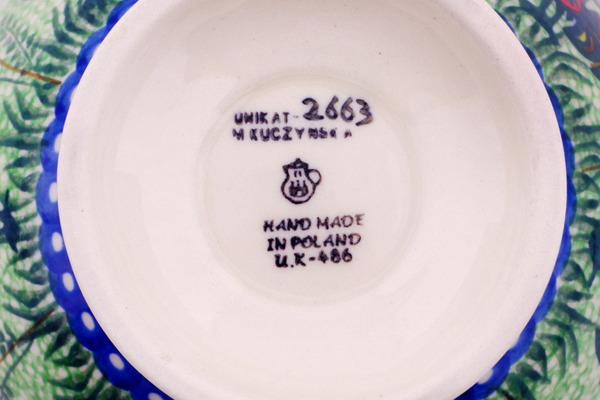 UNIKAT-2663
M KUCZYNSKA
HAND MADE
IN POLAND
U.K-486